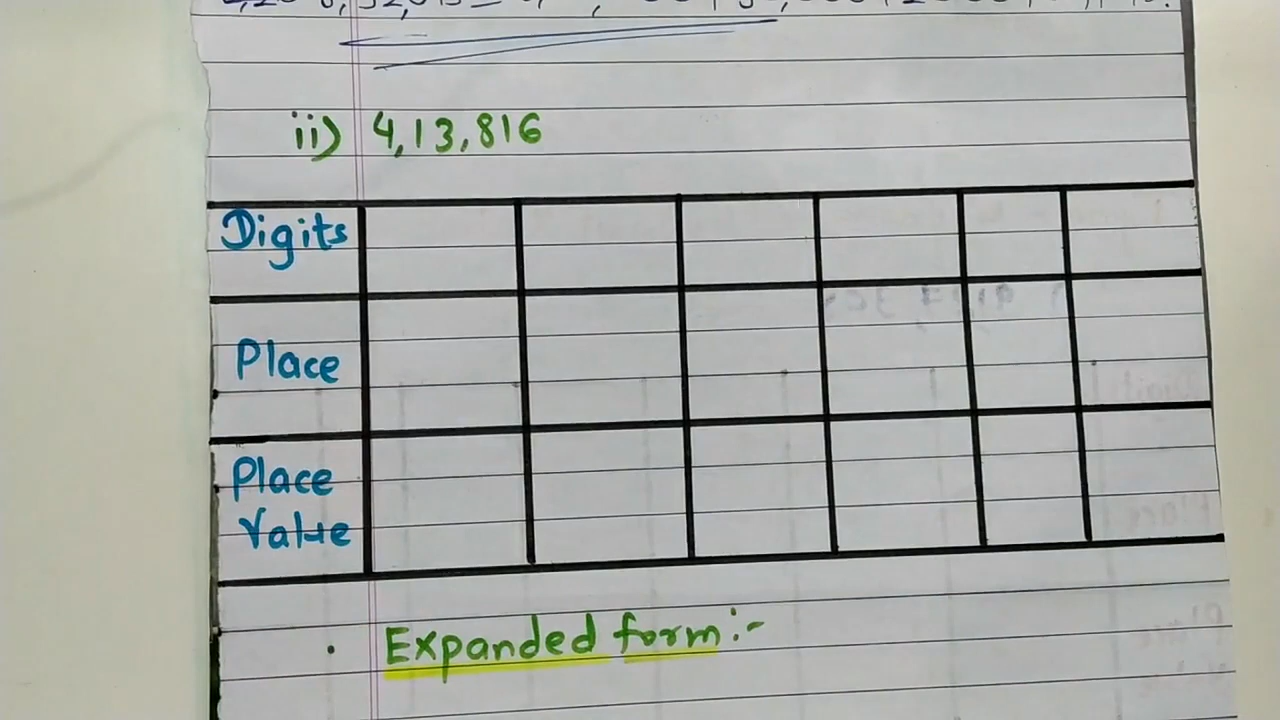 ii) 4,13,816
Digits
Place
Place
Value
. Expanded form:-